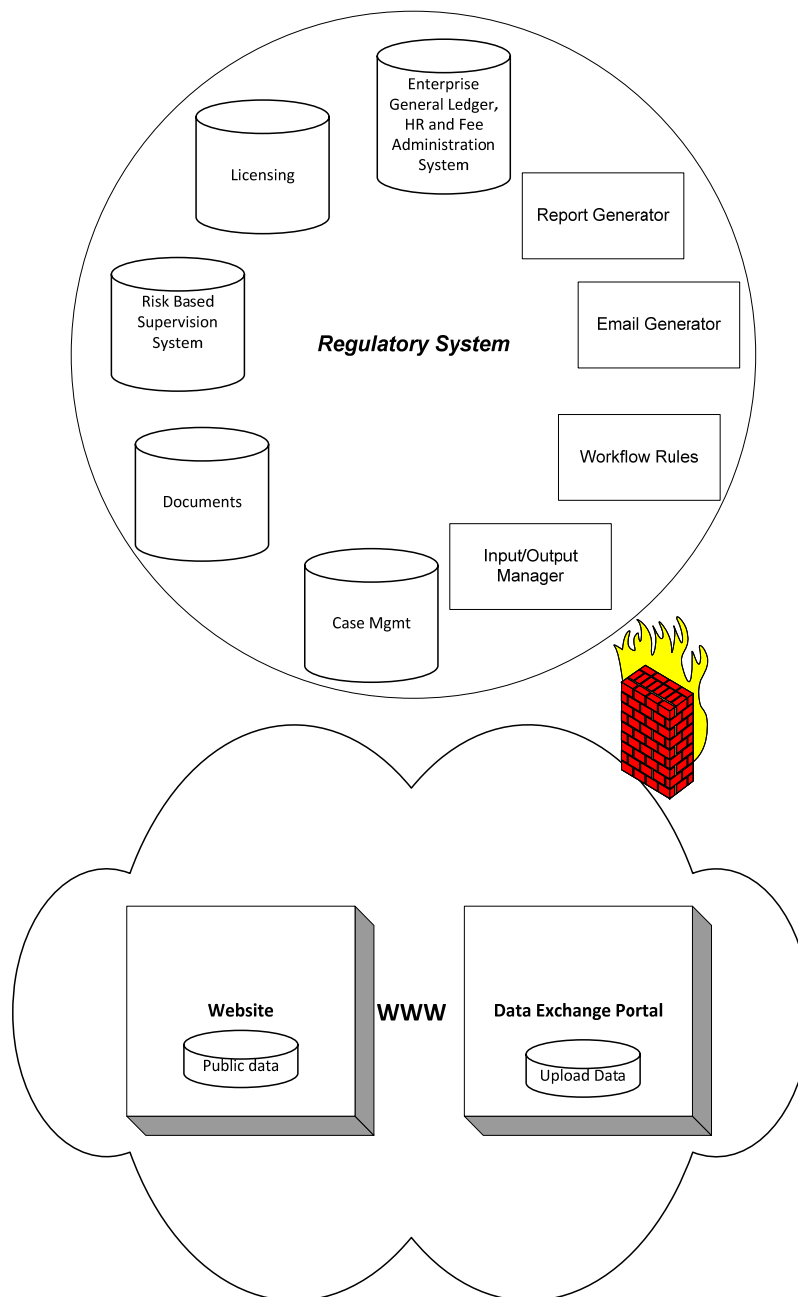 Enterprise
General Ledger,
HR and Fee
Administration
System
Licensing
Report Generator
Risk Based
Supervision
System
Regulatory System
Email Generator
Workflow Rules
Documents
Input/Output
Manager
Case Mgmt
Website
WWW
Data Exchange Portal
Public data
Upload Data